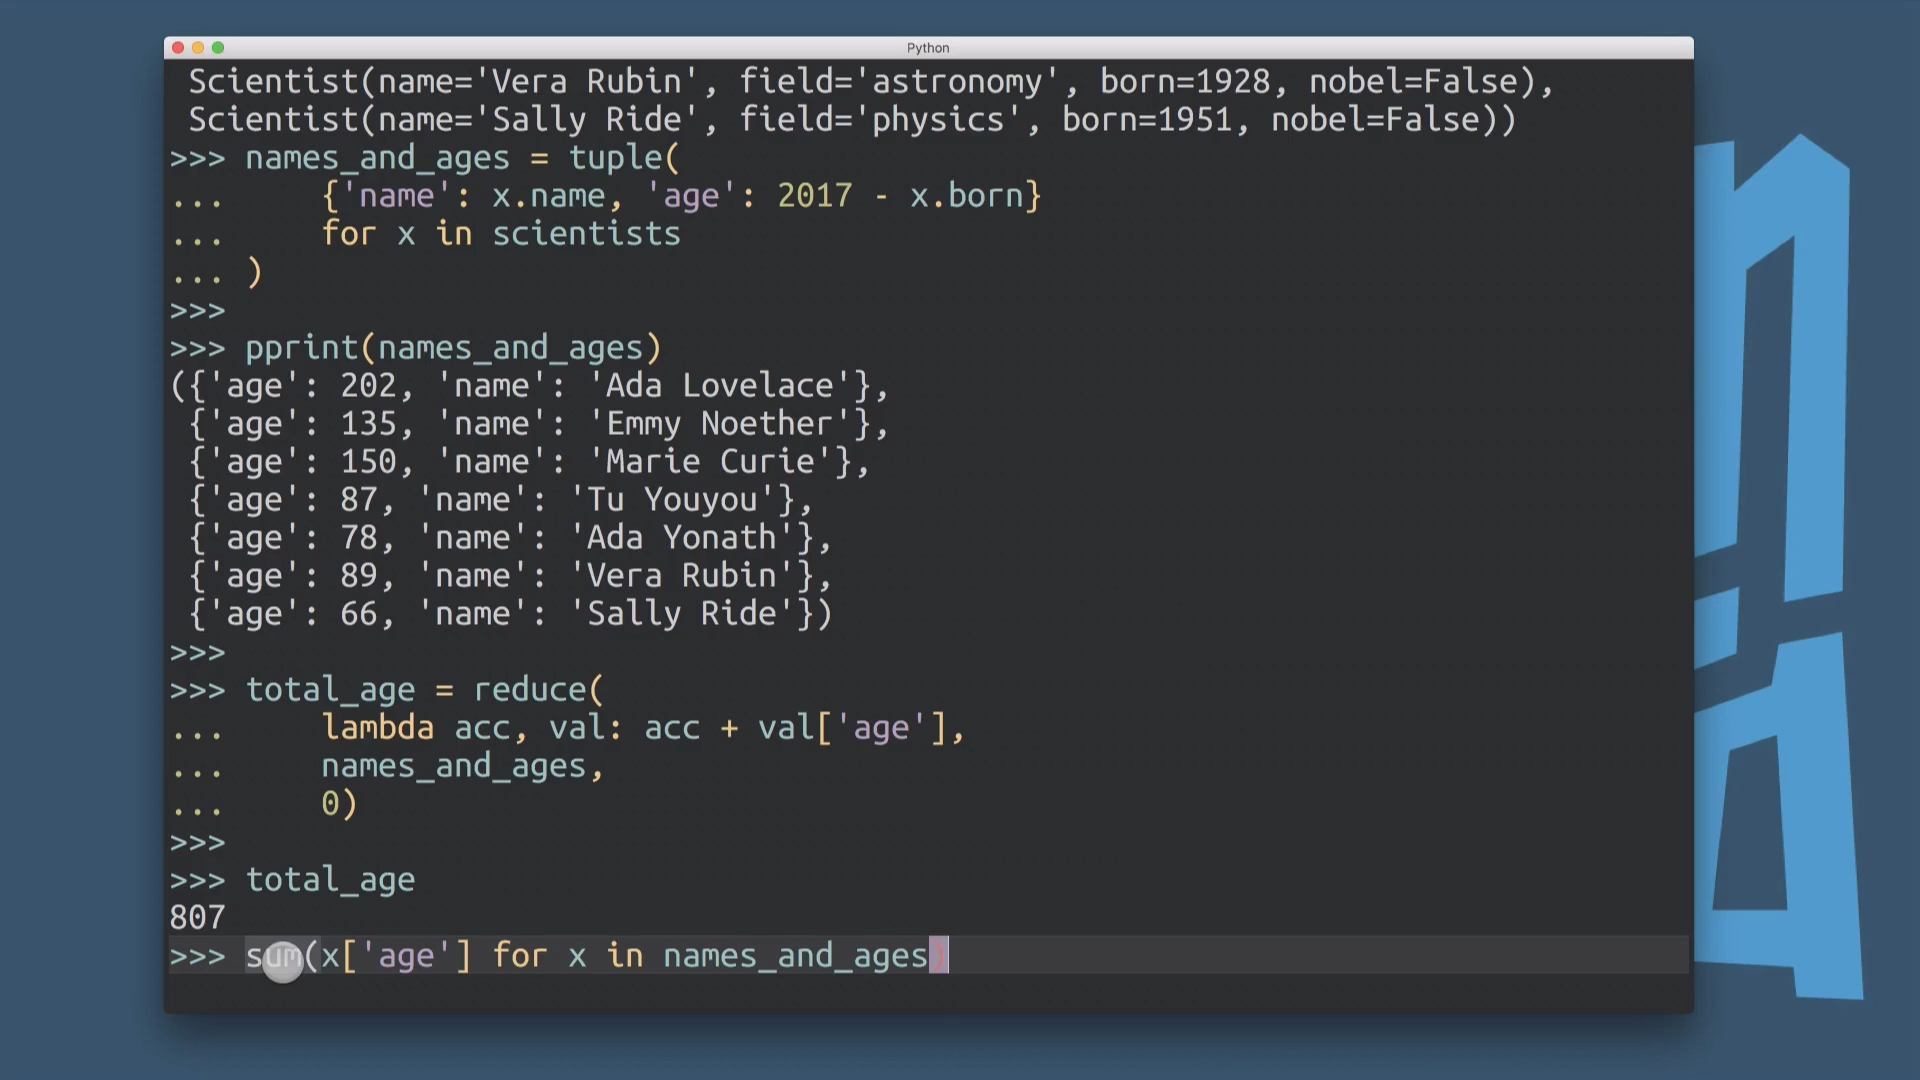 Python
Scientist(name='Vera Rubin', field='astronomy', born=1928, nobel=False),
Scientist(name='Sally Ride', field='physics', born=1951, nobel=False))
>>> names_and_ages = tuple(
...     {'name': x.name, 'age': 2017 - x.born}
...     for x in scientists
... )
>>>
>>> pprint(names_and_ages)
({'age': 202, 'name': 'Ada Lovelace'},
 {'age': 135, 'name': 'Emmy Noether'},
 {'age': 150, 'name': 'Marie Curie'},
 {'age': 87, 'name': 'Tu Youyou'},
 {'age': 78, 'name': 'Ada Yonath'},
 {'age': 89, 'name': 'Vera Rubin'},
 {'age': 66, 'name': 'Sally Ride'})
>>>
>>> total_age = reduce(
...     lambda acc, val: acc + val['age'],
...     names_and_ages,
...     0)
>>>
>>> total_age
807
>>> sum(x['age'] for x in names_and_ages)